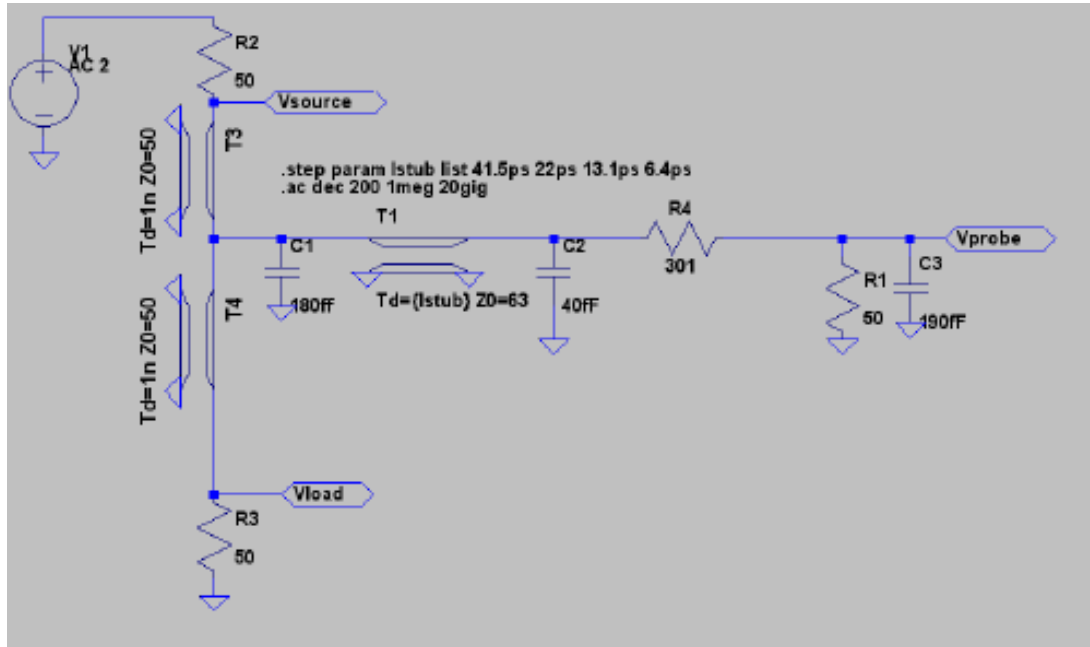 V1
AC 2
R2
50
Vsource
T3
Td=1n Z0=50
.step param lstub list 41.5ps 22ps 13.1ps 6.4ps
.ac dec 200 1meg 20gig
T1
R4
C1
C2
301
Vprobe
C3
R1
Td={lstub} Z0=63
180fF
40fF
50
190fF
T4
Td=1n Z0=50
Vload
R3
50